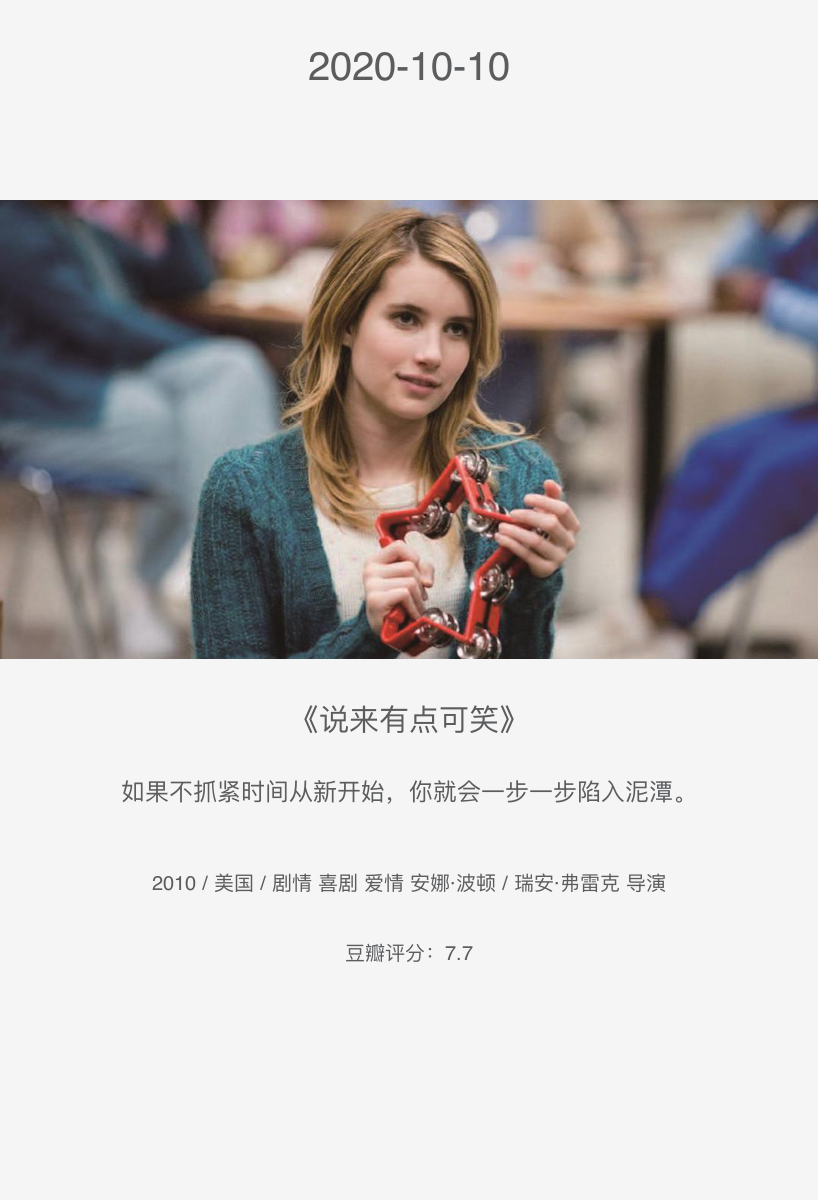 2020-10-10
《说来有点可笑》
如果不抓紧时间从新开始，你就会一步一步陷入泥潭。
2010 / 美国 / 剧情 喜剧 爱情 安娜·波顿 / 瑞安·弗雷克 导演
豆瓣评分：7.7